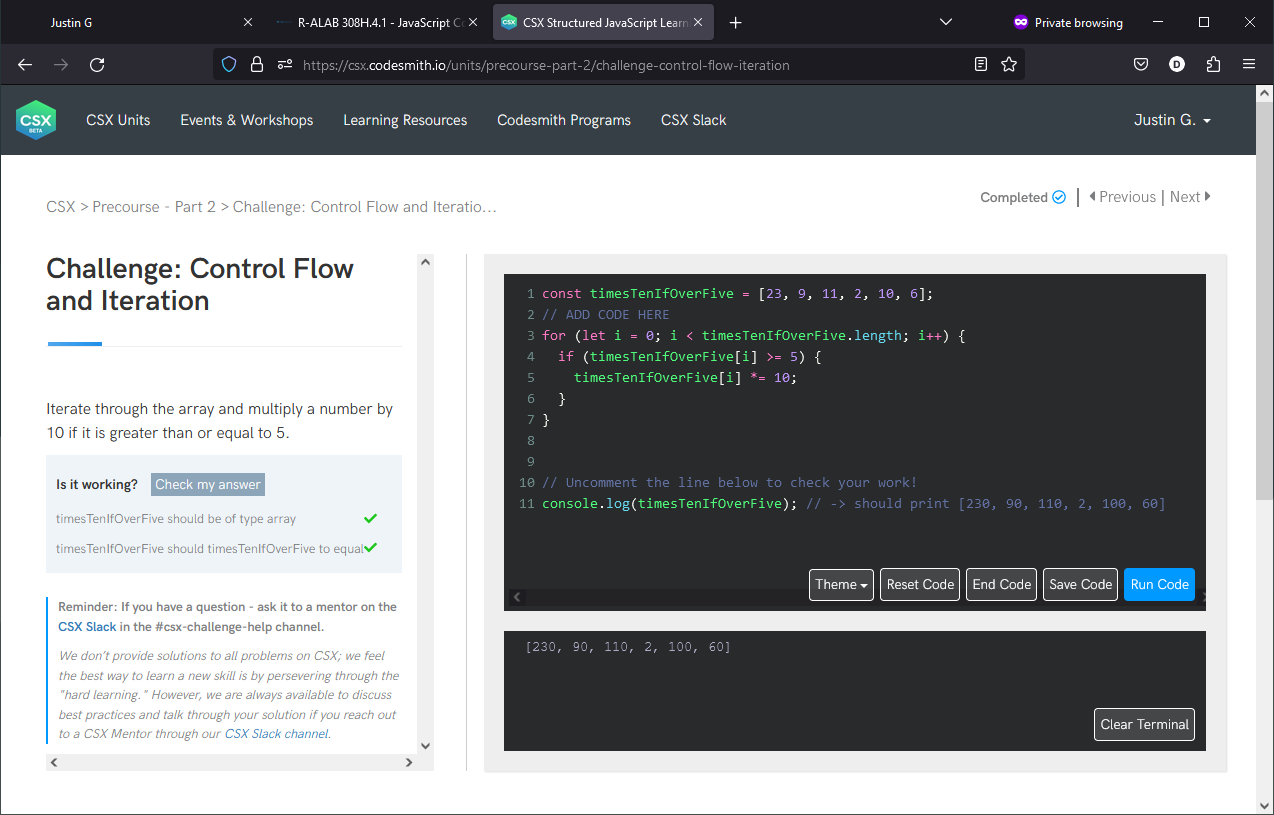 Justin G
R-ALAB 308H.4.1 - JavaScript Co
CSX Structured JavaScript Learn
Private browsing
https://csx.codesmith.io/units/precourse-part-2/challenge-control-flow-iteration
D
CSX
BETA
CSX Units
Events & Workshops
Learning Resources
Codesmith Programs
CSX Slack
Justin G.
CSX > Precourse - Part 2 > Challenge: Control Flow and Iteratio...
Completed
Previous | Next
Challenge: Control Flow
and Iteration
Iterate through the array and multiply a number by
10 if it is greater than or equal to 5.
Is it working? Check my answer
timesTenIfOverFive should be of type array
timesTenIfOverFive should timesTenIfOverFive to equal
Reminder: If you have a question - ask it to a mentor on the
CSX Slack in the #csx-challenge-help channel.
We don't provide solutions to all problems on CSX; we feel
the best way to learn a new skill is by persevering through the
"hard learning." However, we are always available to discuss
best practices and talk through your solution if you reach out
to a CSX Mentor through our CSX Slack channel.
1 const timesTenIfOverFive = [23, 9, 11, 2, 10, 6];
2 // ADD CODE HERE
3 for (let i = 0; i < timesTenIfOverFive.length; i++) {
4 if (timesTenIfOverFive[i] >= 5) {
5 timesTenIfOverFive[i] *= 10;
6 }
7 }
8
9
10 // Uncomment the line below to check your work!
11 console.log(timesTenIfOverFive); // -> should print [230, 90, 110, 2, 100, 60]
Theme
Reset Code
End Code
Save Code
Run Code
[230, 90, 110, 2, 100, 60]
Clear Terminal